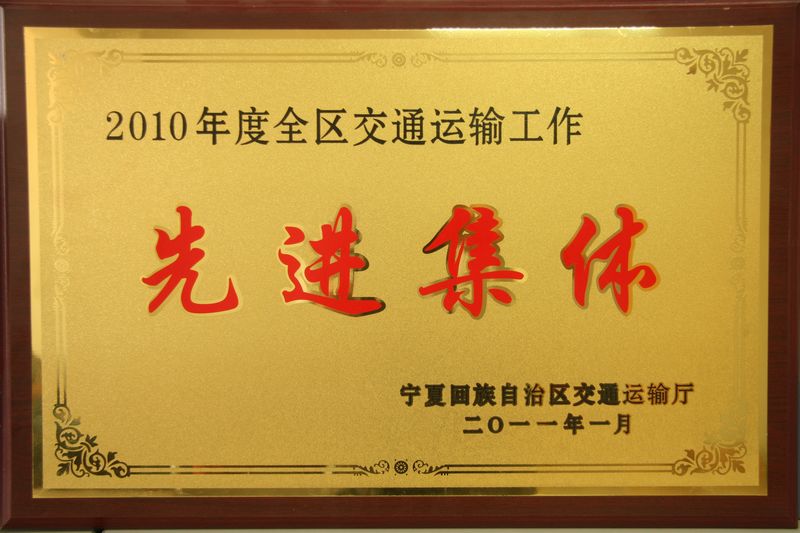 2010年度全区交通运输工作
先进集体
宁夏回族自治区交通运输厅
二〇一一年一月